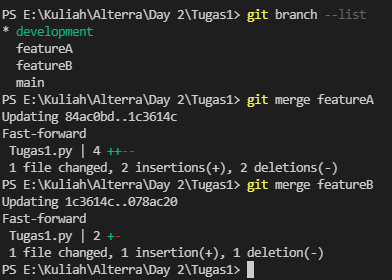 PS E:\Kuliah\Alterra\Day 2\Tugas1> git branch --list
* development
  featureA
  featureB
  main
PS E:\Kuliah\Alterra\Day 2\Tugas1> git merge featureA
Updating 84ac0bd..1c3614c
Fast-forward
 Tugas1.py | 4 ++--
 1 file changed, 2 insertions(+), 2 deletions(-)
PS E:\Kuliah\Alterra\Day 2\Tugas1> git merge featureB
Updating 1c3614c..078ac20
Fast-forward
 Tugas1.py | 2 +-
 1 file changed, 1 insertion(+), 1 deletion(-)
PS E:\Kuliah\Alterra\Day 2\Tugas1>